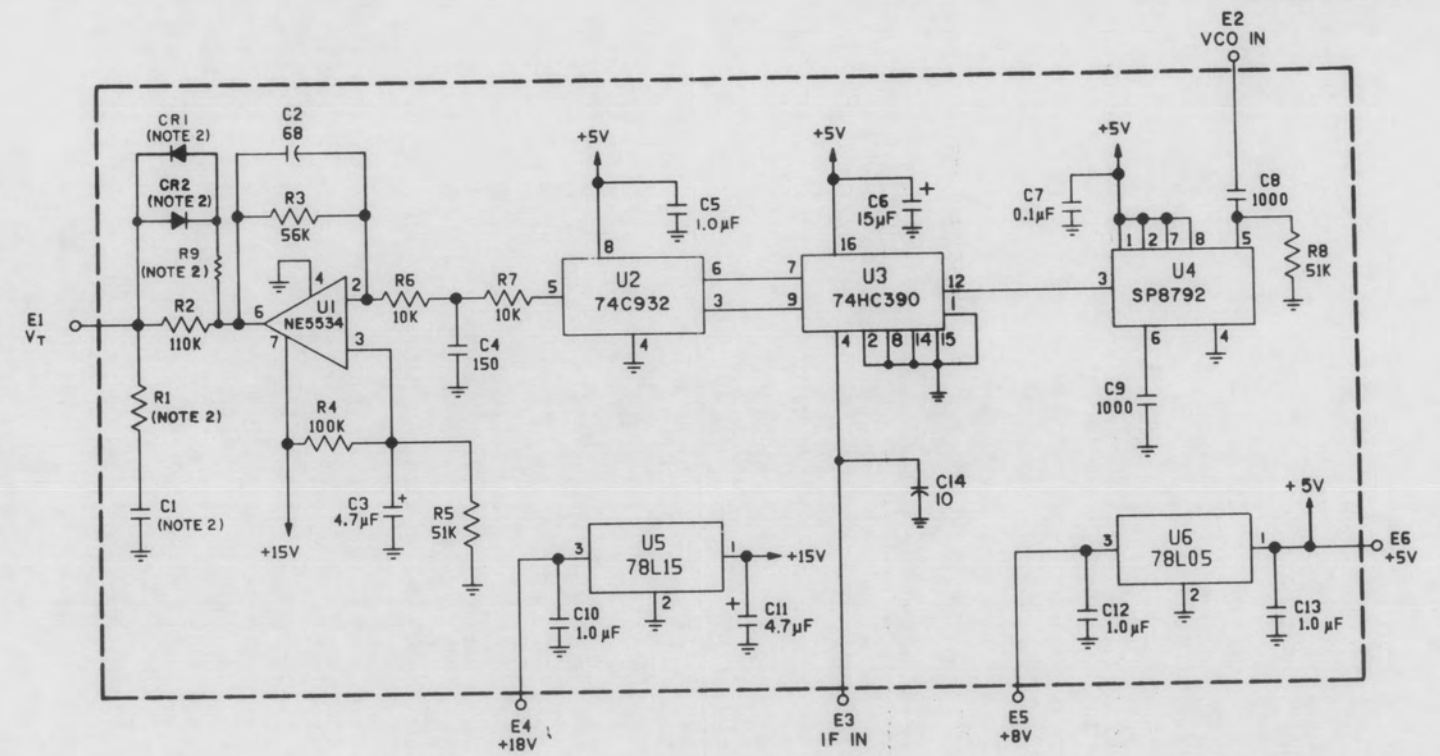 E2
VCO IN
CR1
(NOTE 2)
C2
68
+5V
+5V
+5V
CR2
(NOTE 2)
R3
56K
R9
(NOTE 2)
C5
1.0µF
C6
15µF
+
C7
0.1µF
C8
1000
R8
51K
8
16
1
2
7
8
5
E1
VT
R2
110K
6
4
U1
NE5534
7
2
3
R6
10K
R7
10K
C4
150
5
U2
74C932
6
3
4
7
9
U3
74HC390
12
1
4
2
8
14
15
3
U4
SP8792
6
4
R1
(NOTE 2)
C1
(NOTE 2)
R4
100K
C3
4.7µF
+
R5
51K
+15V
C9
1000
C14
10
3
U5
78L15
1
2
+15V
C10
1.0µF
+
C11
4.7µF
3
U6
78L05
1
2
+5V
E6
+5V
C12
1.0µF
C13
1.0µF
E4
+18V
E3
IF IN
E5
+8V